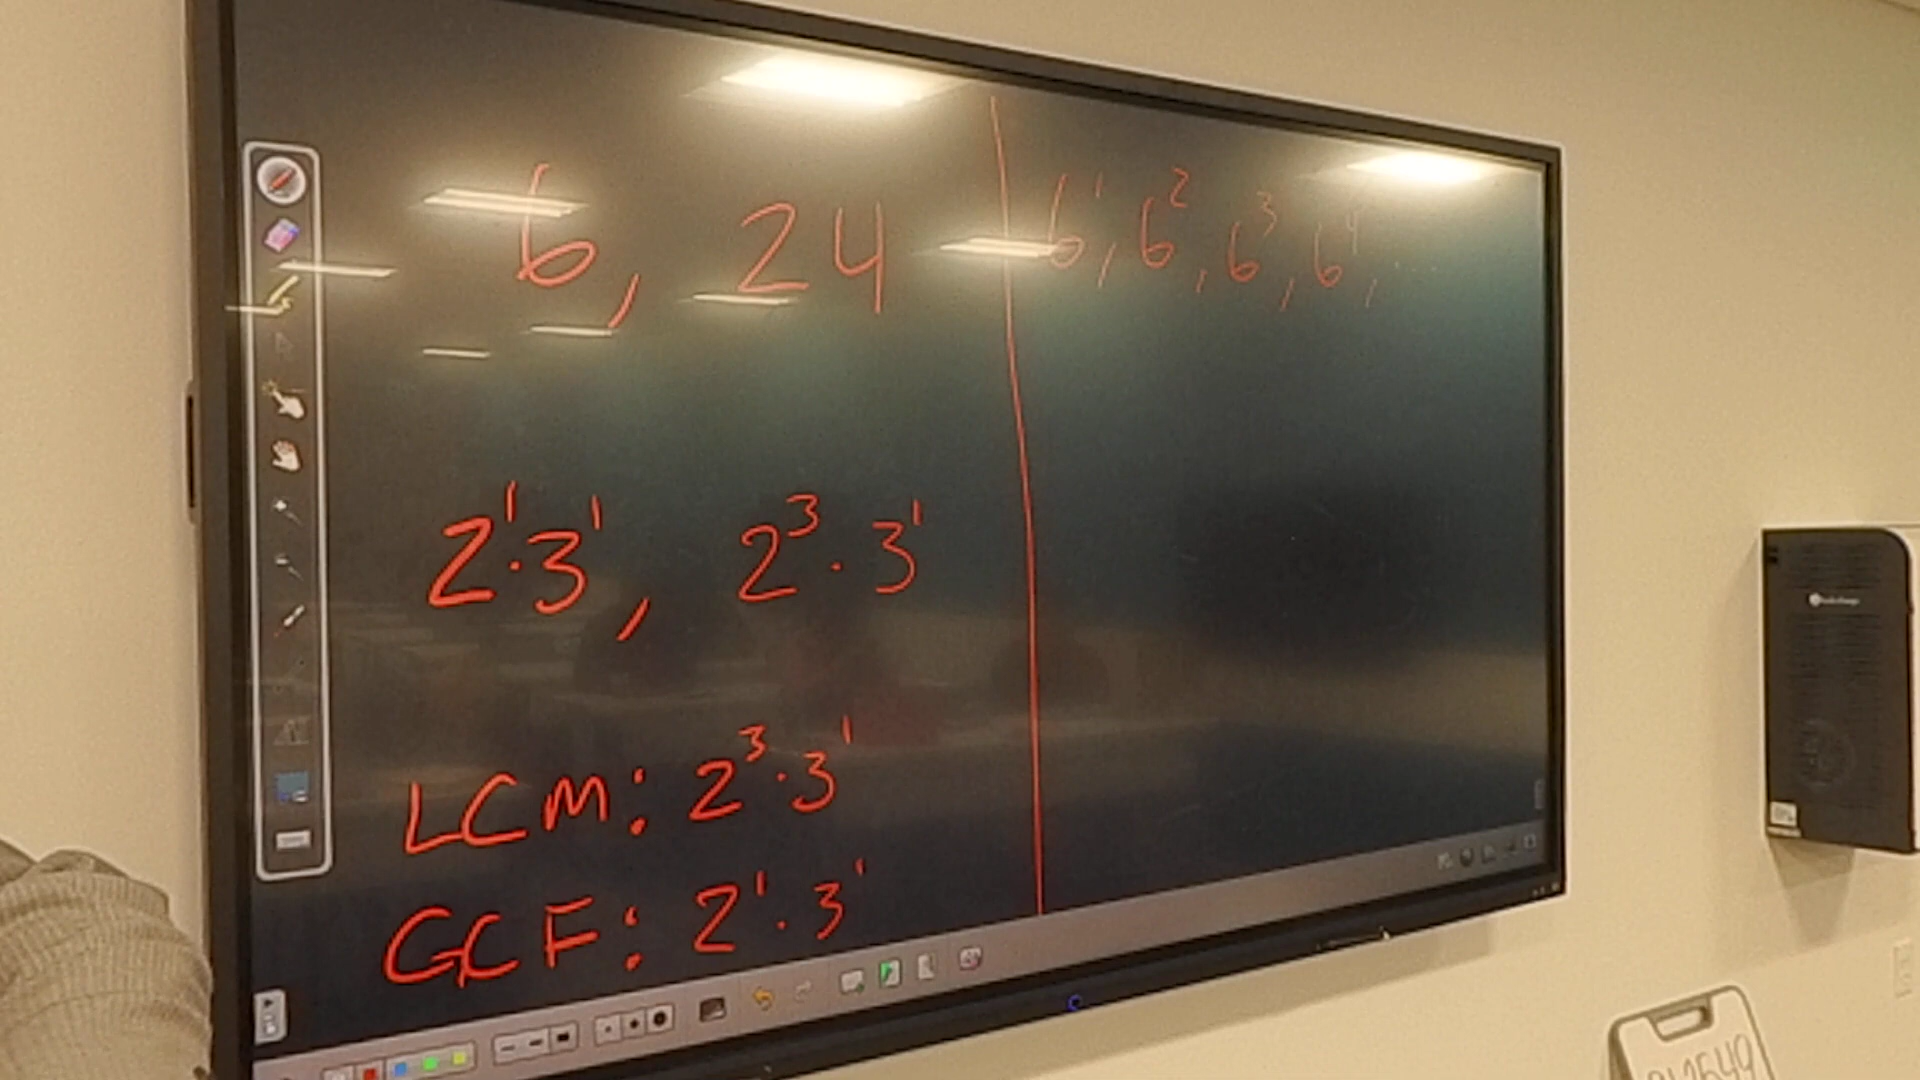 6, 24
6¹, 6², 6³, 6⁴, ...
2¹·3¹, 2³·3¹
LCM: 2³·3¹
GCF: 2¹·3¹